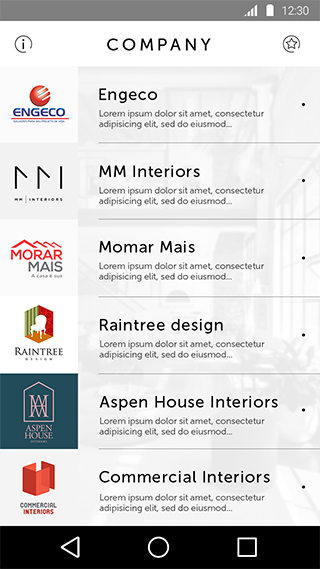 12:30
COMPANY
ENGECO
Engeco
Lorem ipsum dolor sit amet, consectetur
adipisicing elit, sed do eiusmod...
MM | INTERIORS
MM Interiors
Lorem ipsum dolor sit amet, consectetur
adipisicing elit, sed do eiusmod...
MORAR
MAIS
A casa é sua
Momar Mais
Lorem ipsum dolor sit amet, consectetur
adipisicing elit, sed do eiusmod...
RAINTREE
DESIGN
Raintree design
Lorem ipsum dolor sit amet, consectetur
adipisicing elit, sed do eiusmod...
ASPEN
HOUSE
INTERIORS
Aspen House Interiors
Lorem ipsum dolor sit amet, consectetur
adipisicing elit, sed do eiusmod...
COMMERCIAL
INTERIORS
Commercial Interiors
Lorem ipsum dolor sit amet, consectetur
adipisicing elit, sed do eiusmod...